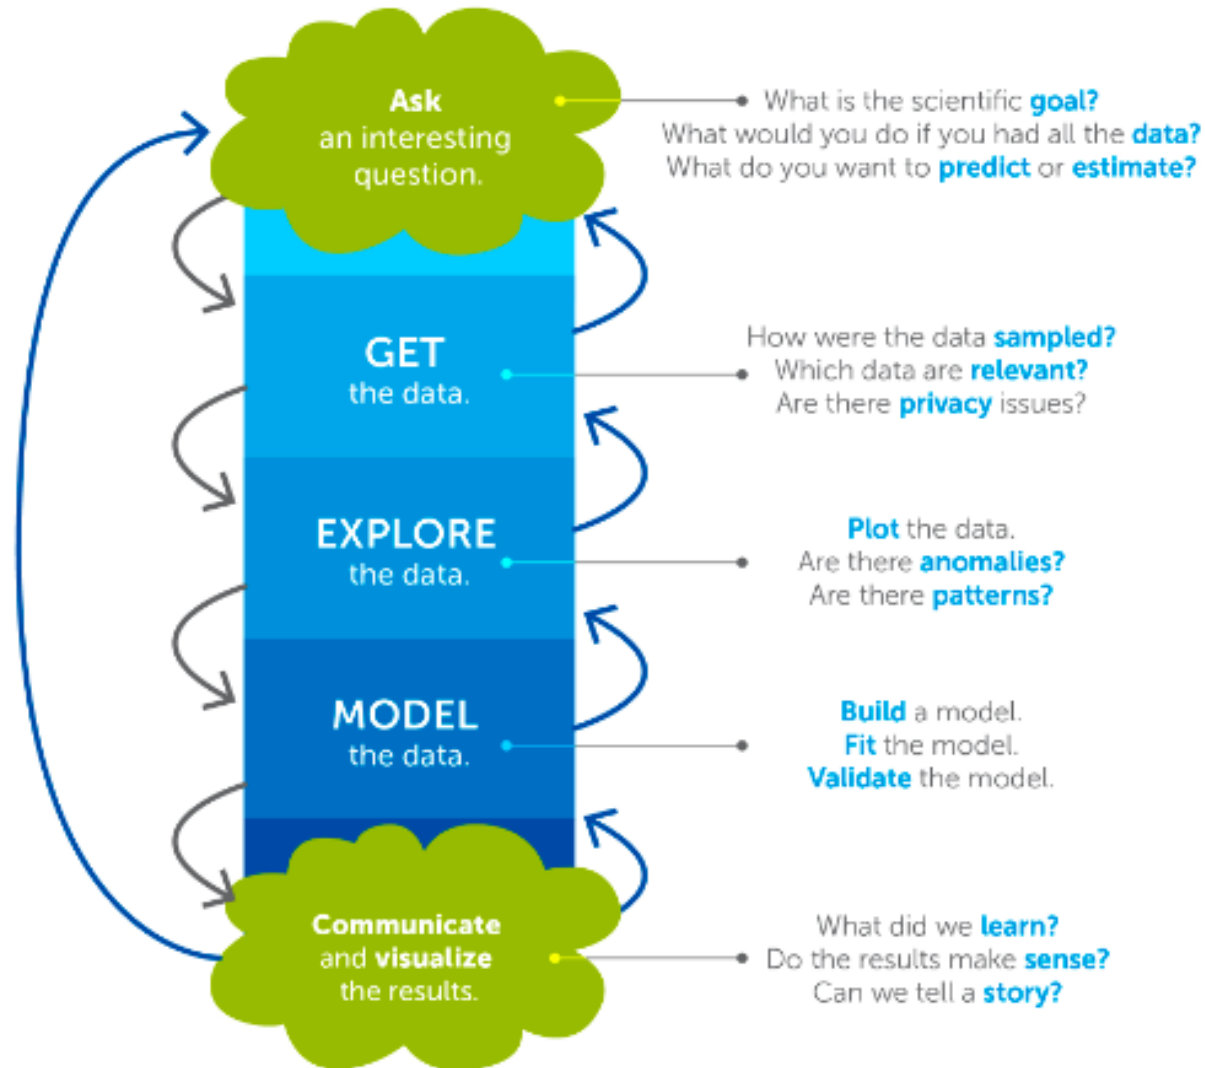 Ask
an interesting
question.
What is the scientific goal?
What would you do if you had all the data?
What do you want to predict or estimate?
GET
the data.
How were the data sampled?
Which data are relevant?
Are there privacy issues?
EXPLORE
the data.
Plot the data.
Are there anomalies?
Are there patterns?
MODEL
the data.
Build a model.
Fit the model.
Validate the model.
Communicate
and visualize
the results.
What did we learn?
Do the results make sense?
Can we tell a story?